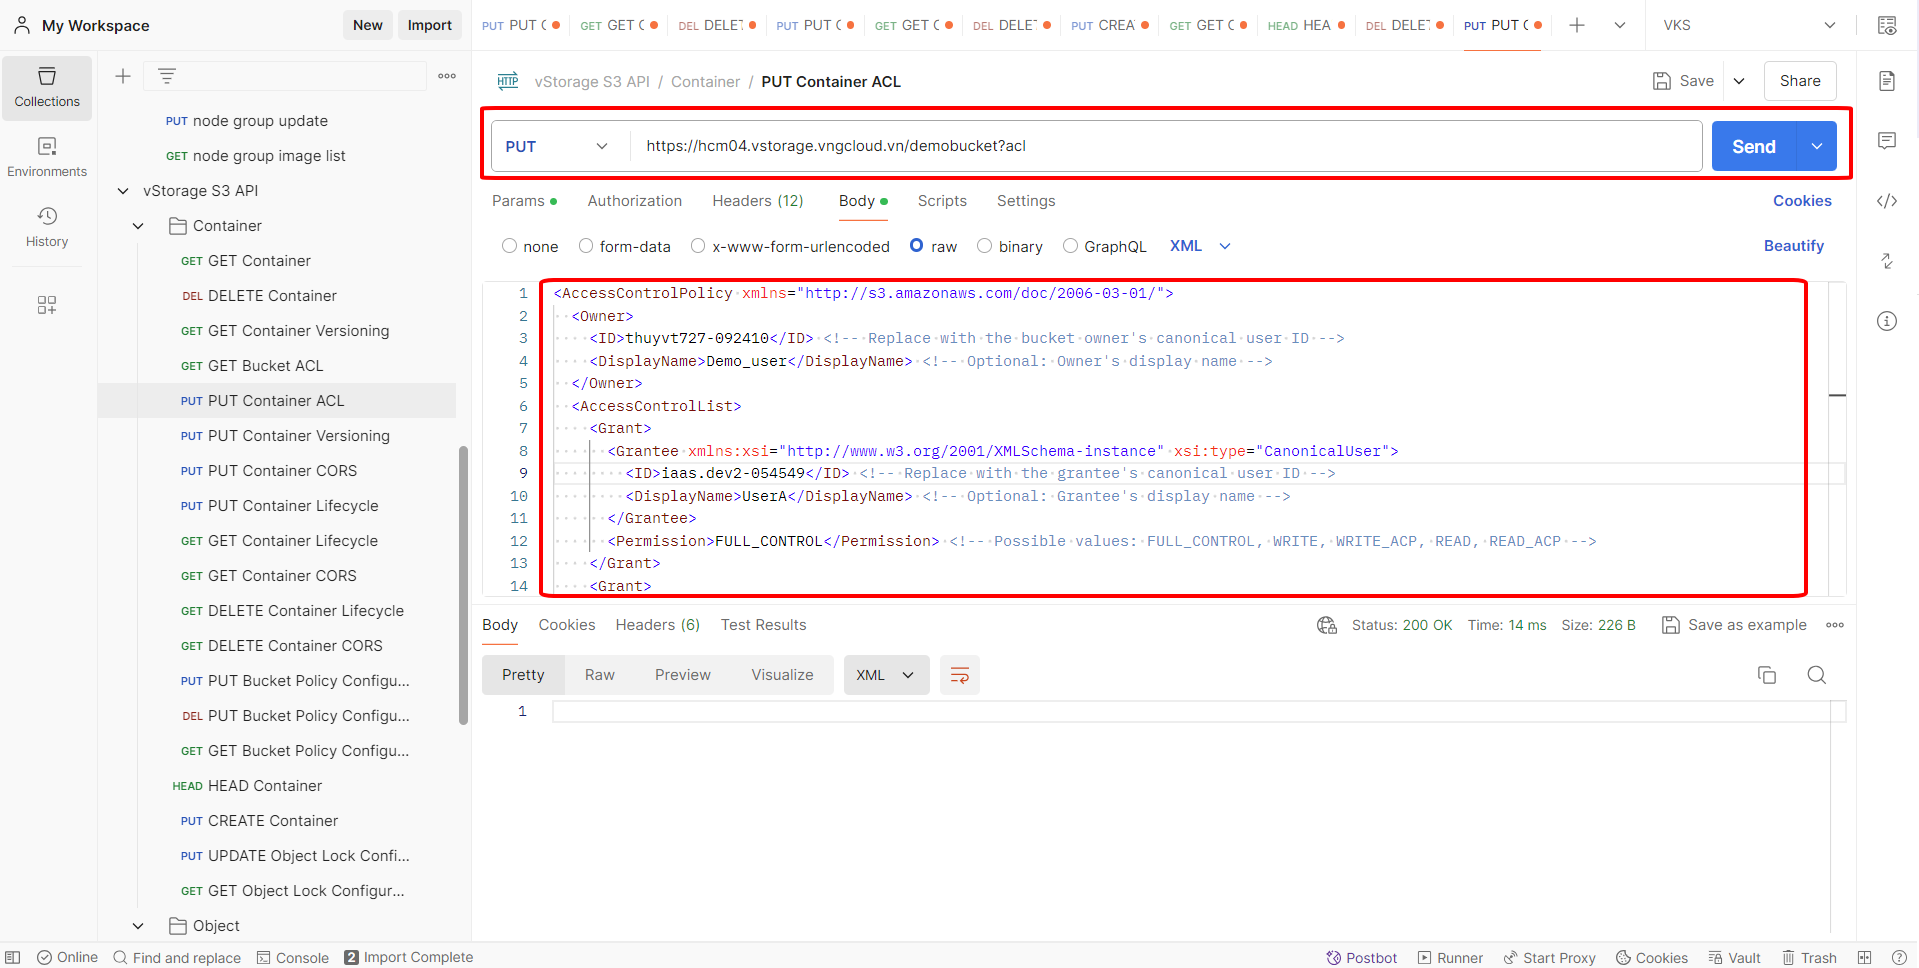 My Workspace
New
Import
PUT PUT C
GET GET C
DEL DELET
PUT PUT C
GET GET C
DEL DELET
PUT CREA
GET GET C
HEAD HEA
DEL DELET
PUT PUT C
VKS
Collections
Environments
History
PUT node group update
GET node group image list
vStorage S3 API
Container
GET GET Container
DEL DELETE Container
GET GET Container Versioning
GET GET Bucket ACL
PUT PUT Container ACL
PUT PUT Container Versioning
PUT PUT Container CORS
PUT PUT Container Lifecycle
GET GET Container Lifecycle
GET GET Container CORS
GET DELETE Container Lifecycle
GET DELETE Container CORS
PUT PUT Bucket Policy Configu...
DEL PUT Bucket Policy Configu...
GET GET Bucket Policy Configu...
HEAD HEAD Container
PUT CREATE Container
PUT UPDATE Object Lock Confi...
GET GET Object Lock Configur...
Object
HTTP vStorage S3 API / Container / PUT Container ACL
Save
Share
PUT https://hcm04.vstorage.vngcloud.vn/demobucket?acl
Send
Params
Authorization
Headers (12)
Body
Scripts
Settings
Cookies
none
form-data
x-www-form-urlencoded
raw
binary
GraphQL
XML
Beautify
1 <AccessControlPolicy xmlns="http://s3.amazonaws.com/doc/2006-03-01/">
2 <Owner>
3 <ID>thuyvt727-092410</ID> <!-- Replace with the bucket owner's canonical user ID -->
4 <DisplayName>Demo_user</DisplayName> <!-- Optional: Owner's display name -->
5 </Owner>
6 <AccessControlList>
7 <Grant>
8 <Grantee xmlns:xsi="http://www.w3.org/2001/XMLSchema-instance" xsi:type="CanonicalUser">
9 <ID>iaas.dev2-054549</ID> <!-- Replace with the grantee's canonical user ID -->
10 <DisplayName>UserA</DisplayName> <!-- Optional: Grantee's display name -->
11 </Grantee>
12 <Permission>FULL_CONTROL</Permission> <!-- Possible values: FULL_CONTROL, WRITE, WRITE_ACP, READ, READ_ACP -->
13 </Grant>
14 <Grant>
Body
Cookies
Headers (6)
Test Results
Status: 200 OK
Time: 14 ms
Size: 226 B
Save as example
Pretty
Raw
Preview
Visualize
XML
1
Online
Find and replace
Console
2 Import Complete
Postbot
Runner
Start Proxy
Cookies
Vault
Trash